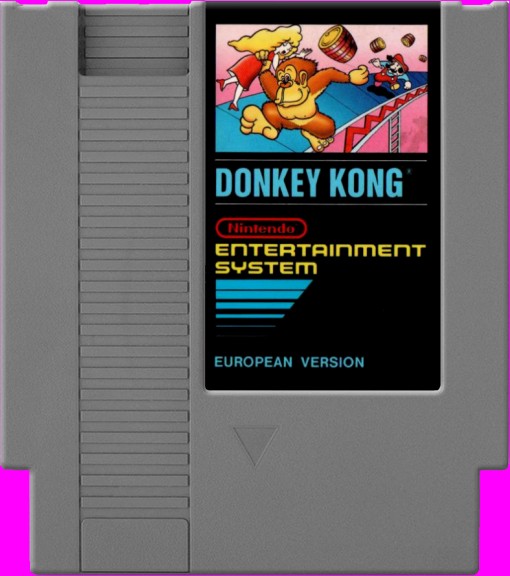 DONKEY KONG
Nintendo
ENTERTAINMENT
SYSTEM
EUROPEAN VERSION